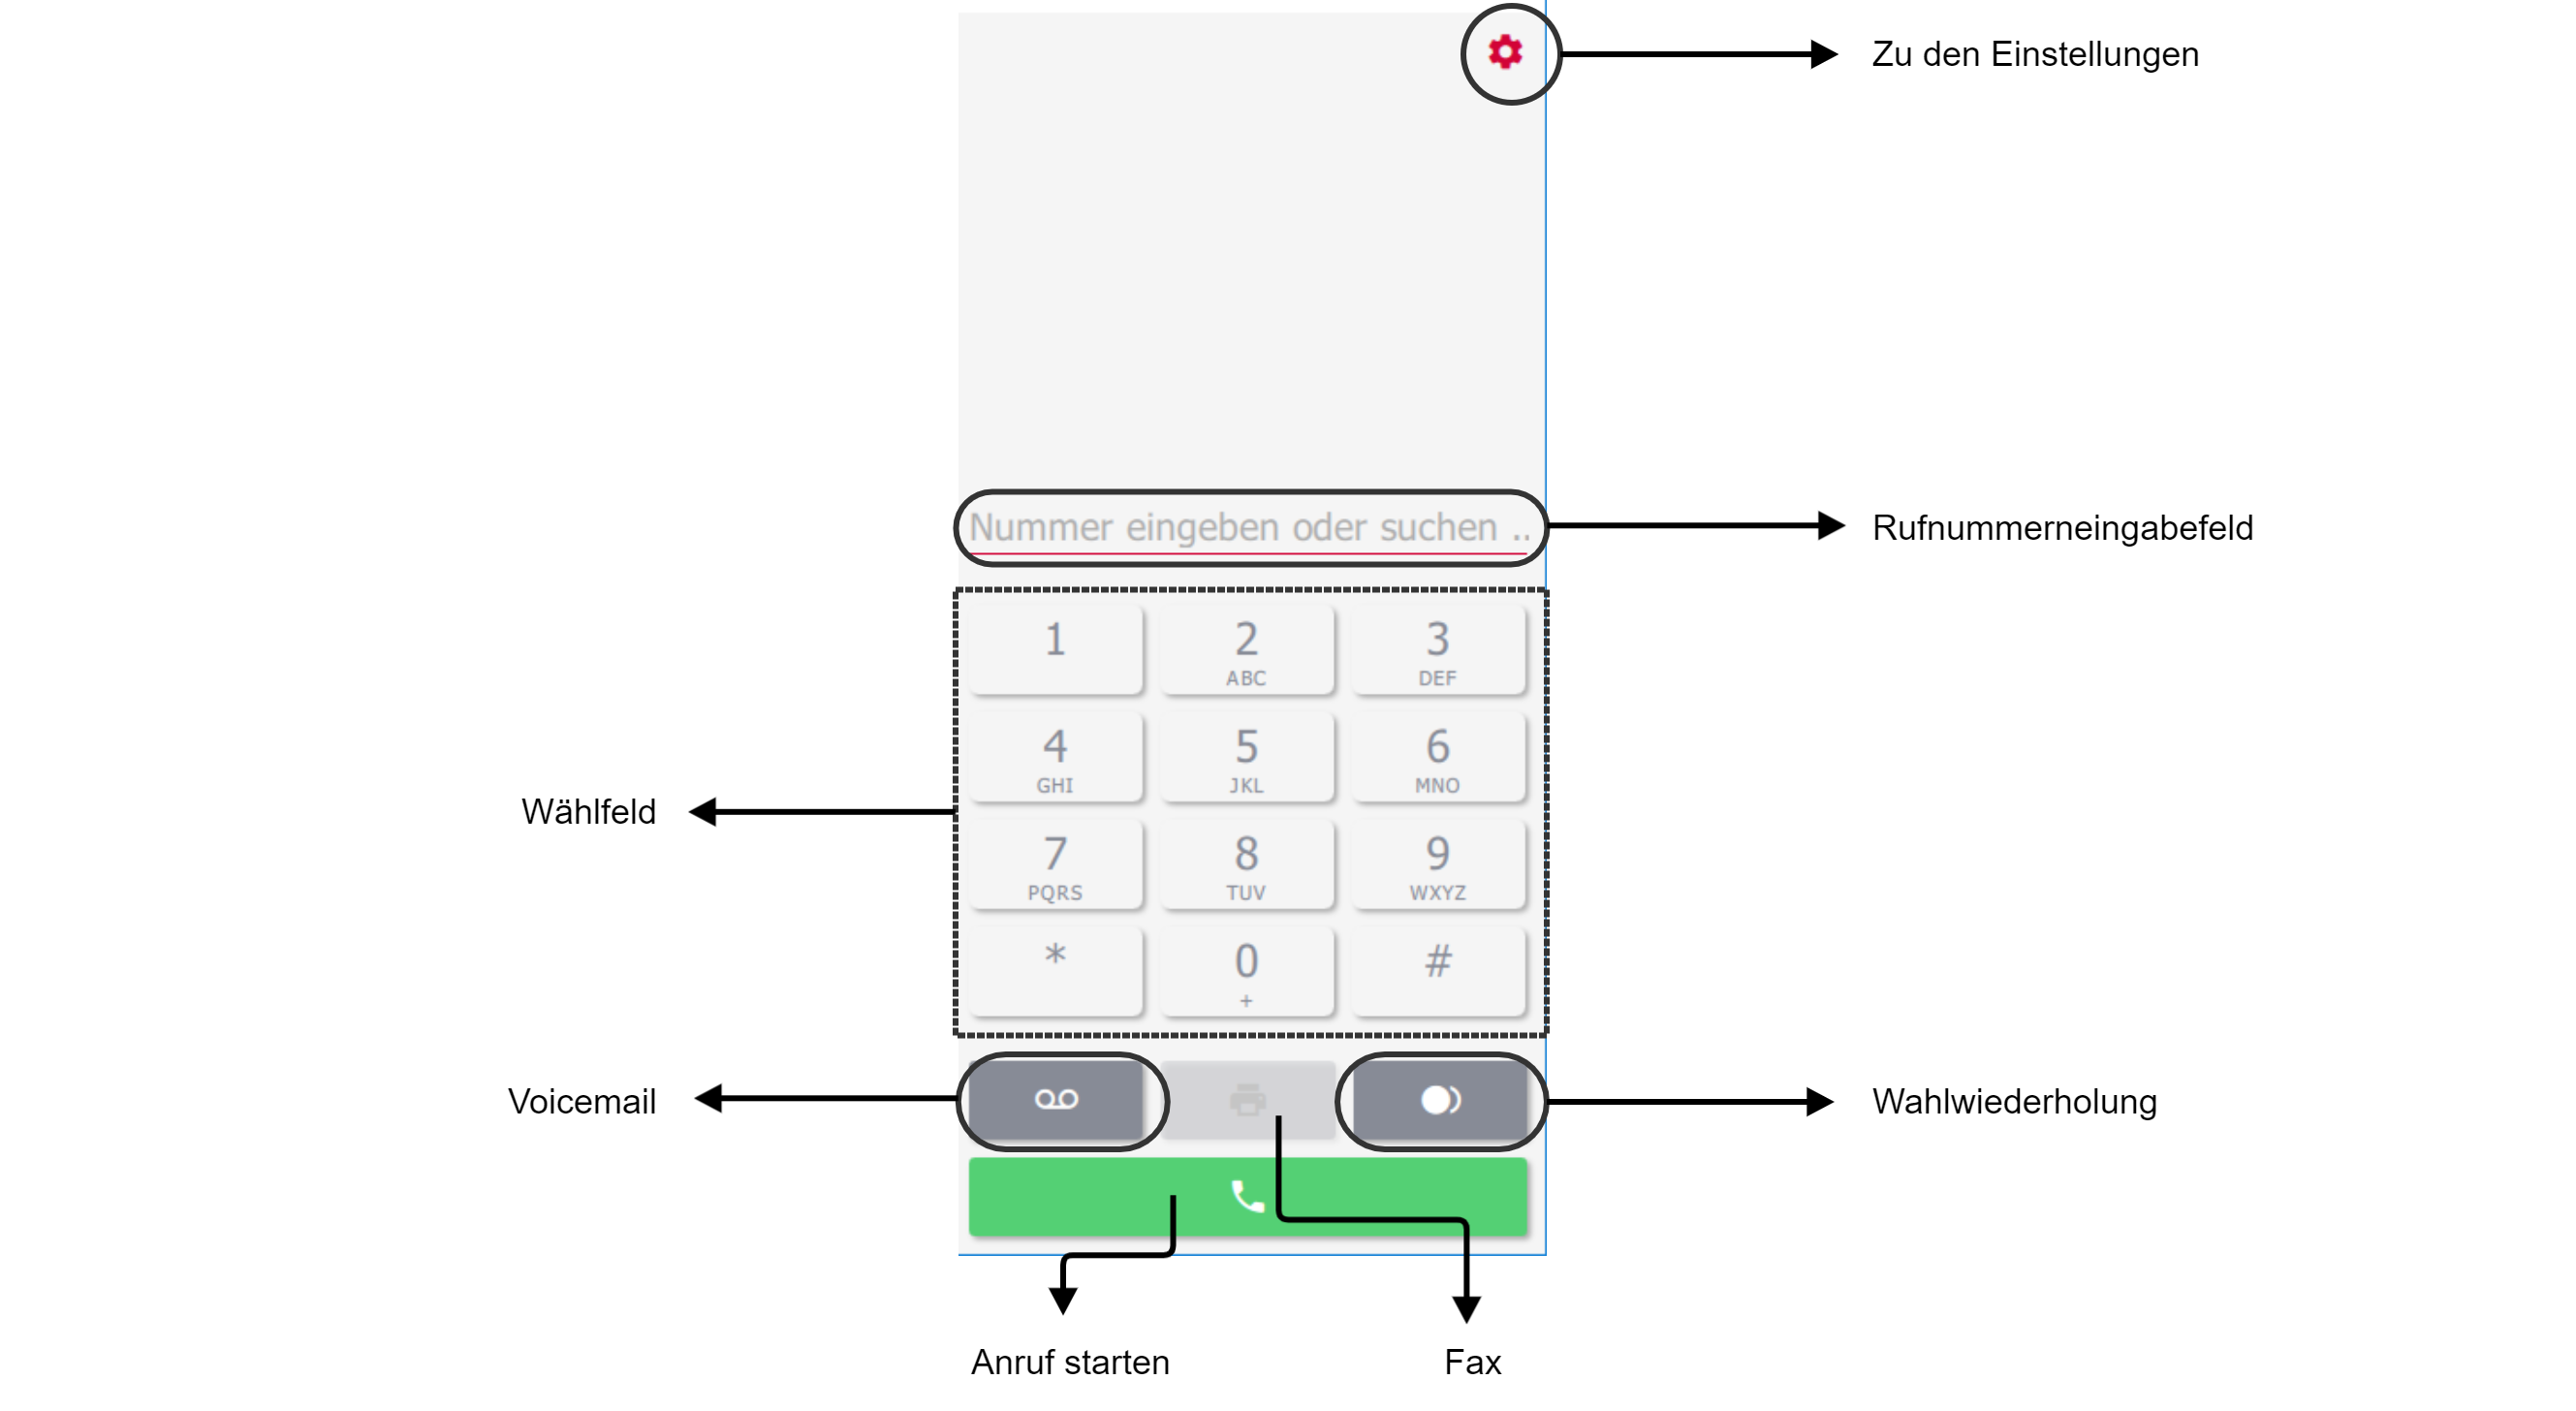 Zu den Einstellungen
Nummer eingeben oder suchen ..
Rufnummerneingabefeld
1
2
3
ABC
DEF
4
5
6
GHI
JKL
MNO
Wählfeld
7
8
9
PQRS
TUV
WXYZ
*
0
#
+
Voicemail
Wahlwiederholung
Anruf starten
Fax